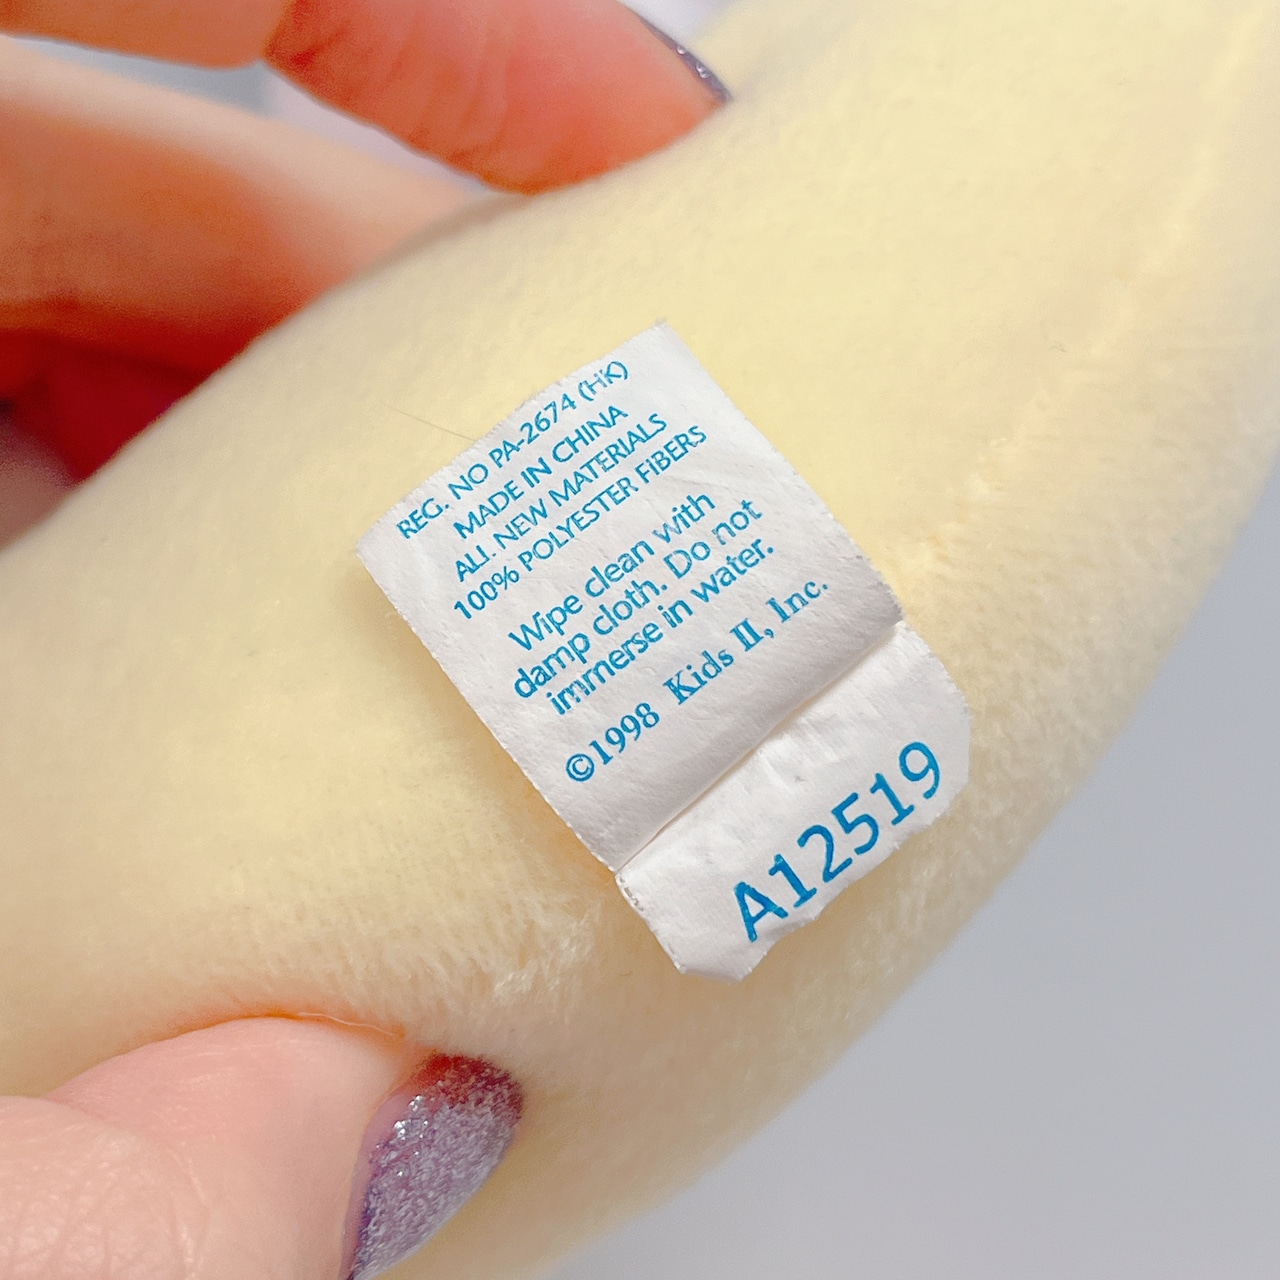 REG. NO PA-2674 (HK)
MADE IN CHINA
ALL NEW MATERIALS
100% POLYESTER FIBERS
Wipe clean with
damp cloth. Do not
immerse in water.
©1998 Kids II, Inc.
A12519